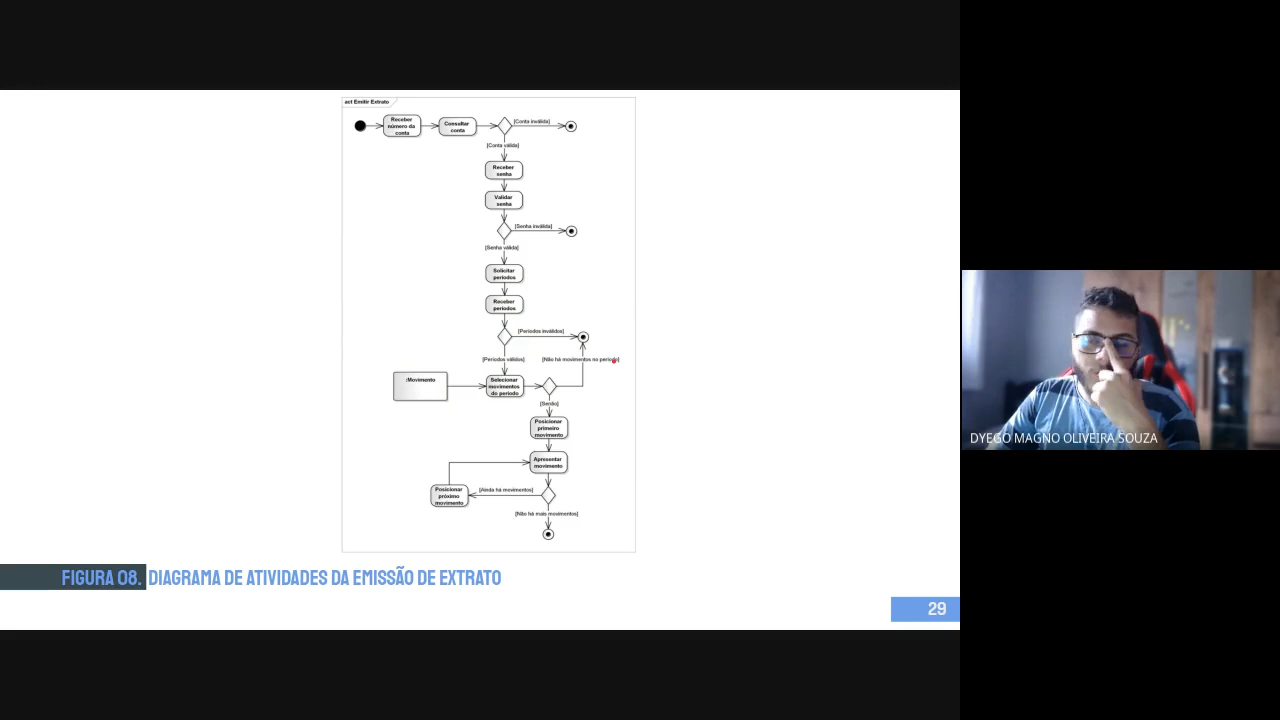 act Emitir Extrato
Receber
número da
conta
Consultar
conta
[Conta inválida]
[Conta válida]
Receber
senha
Validar
senha
[Senha inválida]
[Senha válida]
Solicitar
períodos
Receber
períodos
[Períodos inválidos]
[Períodos válidos]
[Não há movimentos no período]
:Movimento
Selecionar
movimentos
do período
[Senão]
Posicionar
primeiro
movimento
Apresentar
movimento
Posicionar
próximo
movimento
[Ainda há movimentos]
[Não há mais movimentos]
FIGURA 08. DIAGRAMA DE ATIVIDADES DA EMISSÃO DE EXTRATO
29
DYEGO MAGNO OLIVEIRA SOUZA